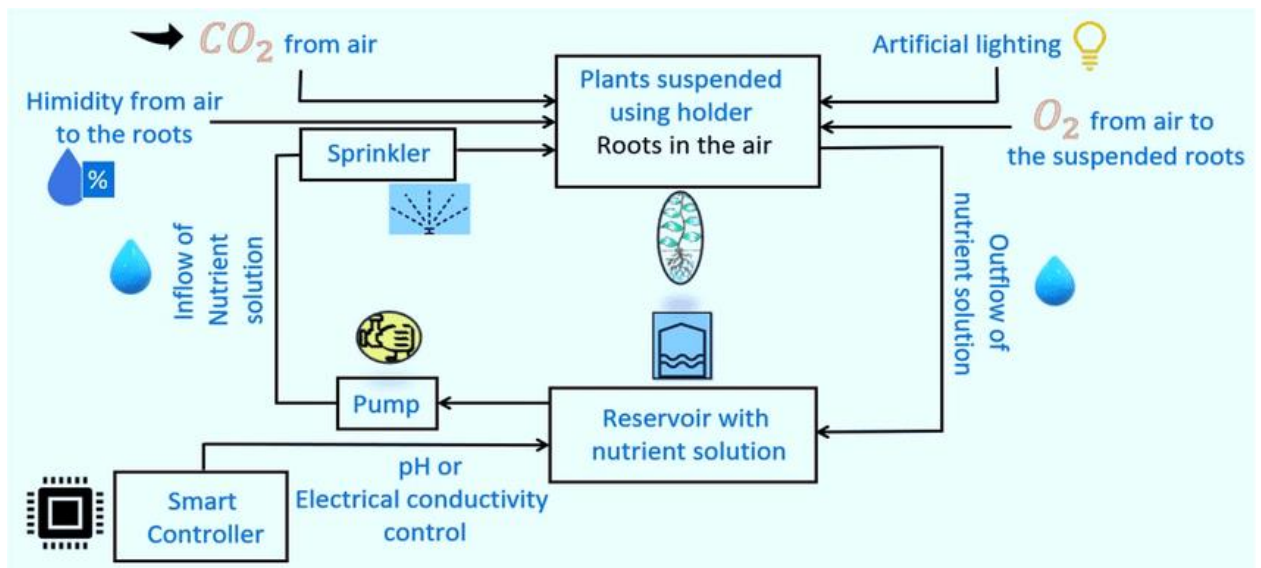 CO2 from air
Artificial lighting
Himidity from air
to the roots
%
Plants suspended
using holder
Roots in the air
O2 from air to
the suspended roots
Sprinkler
Inflow of
Nutrient
solution
Outflow of
nutrient solution
Pump
Reservoir with
nutrient solution
Smart
Controller
pH or
Electrical conductivity
control